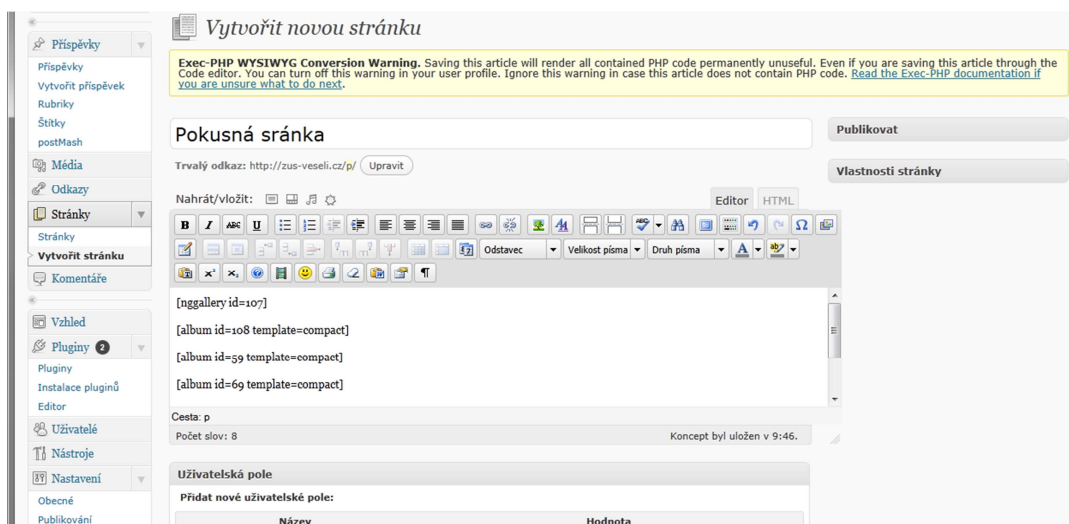 Vytvořit novou stránku
Příspěvky
Příspěvky
Vytvořit příspěvek
Rubriky
Štítky
postMash
Média
Odkazy
Stránky
Stránky
Vytvořit stránku
Komentáře
Vzhled
Pluginy 2
Pluginy
Instalace pluginů
Editor
Uživatelé
Nástroje
Nastavení
Obecné
Publikování
Exec-PHP WYSIWYG Conversion Warning. Saving this article will render all contained PHP code permanently unuseful. Even if you are saving this article through the
Code editor. You can turn off this warning in your user profile. Ignore this warning in case this article does not contain PHP code. Read the Exec-PHP documentation if
you are unsure what to do next.
Pokusná sránka
Trvalý odkaz: http://zus-veseli.cz/p/ Upravit
Nahrát/vložit:
Editor HTML
B I ABC U
Odstavec Velikost písma Druh písma A ab
[nggallery id=107]
[album id=108 template=compact]
[album id=59 template=compact]
[album id=69 template=compact]
Cesta: p
Počet slov: 8 Koncept byl uložen v 9:46.
Uživatelská pole
Přidat nové uživatelské pole:
Název Hodnota
Publikovat
Vlastnosti stránky